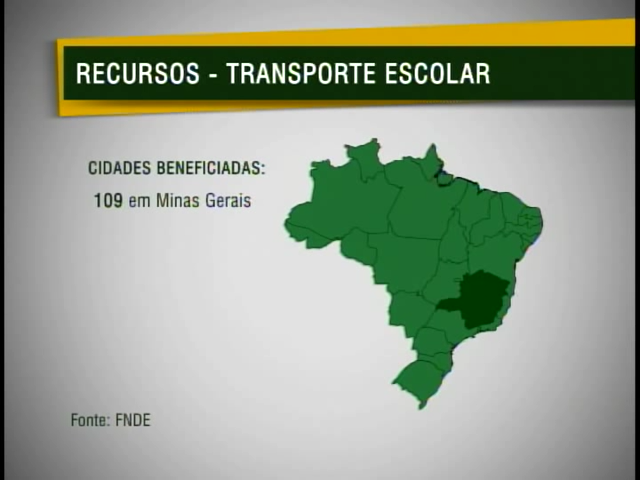 RECURSOS - TRANSPORTE ESCOLAR
CIDADES BENEFICIADAS:
109 em Minas Gerais
Fonte: FNDE